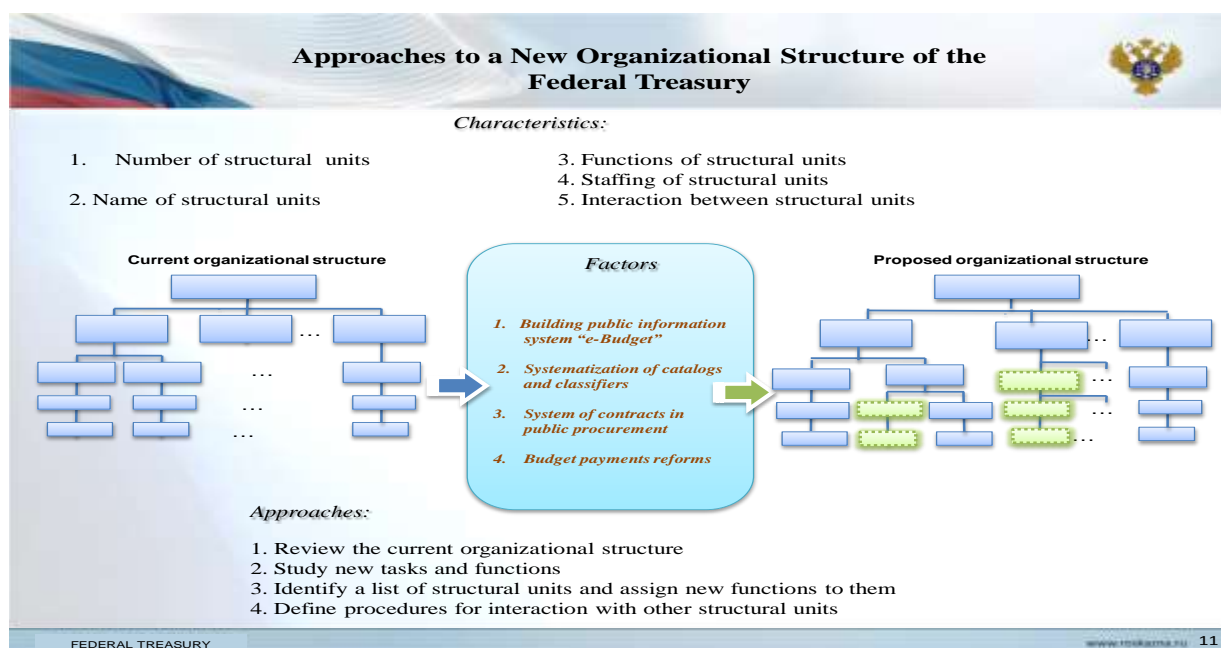 Approaches to a New Organizational Structure of the
Federal Treasury
Characteristics:
1. Number of structural units
2. Name of structural units
3. Functions of structural units
4. Staffing of structural units
5. Interaction between structural units
Current organizational structure
…
…
…
…
Factors
1. Building public information
system “e-Budget”
2. Systematization of catalogs
and classifiers
3. System of contracts in
public procurement
4. Budget payments reforms
Proposed organizational structure
…
…
…
…
Approaches:
1. Review the current organizational structure
2. Study new tasks and functions
3. Identify a list of structural units and assign new functions to them
4. Define procedures for interaction with other structural units
FEDERAL TREASURY
11